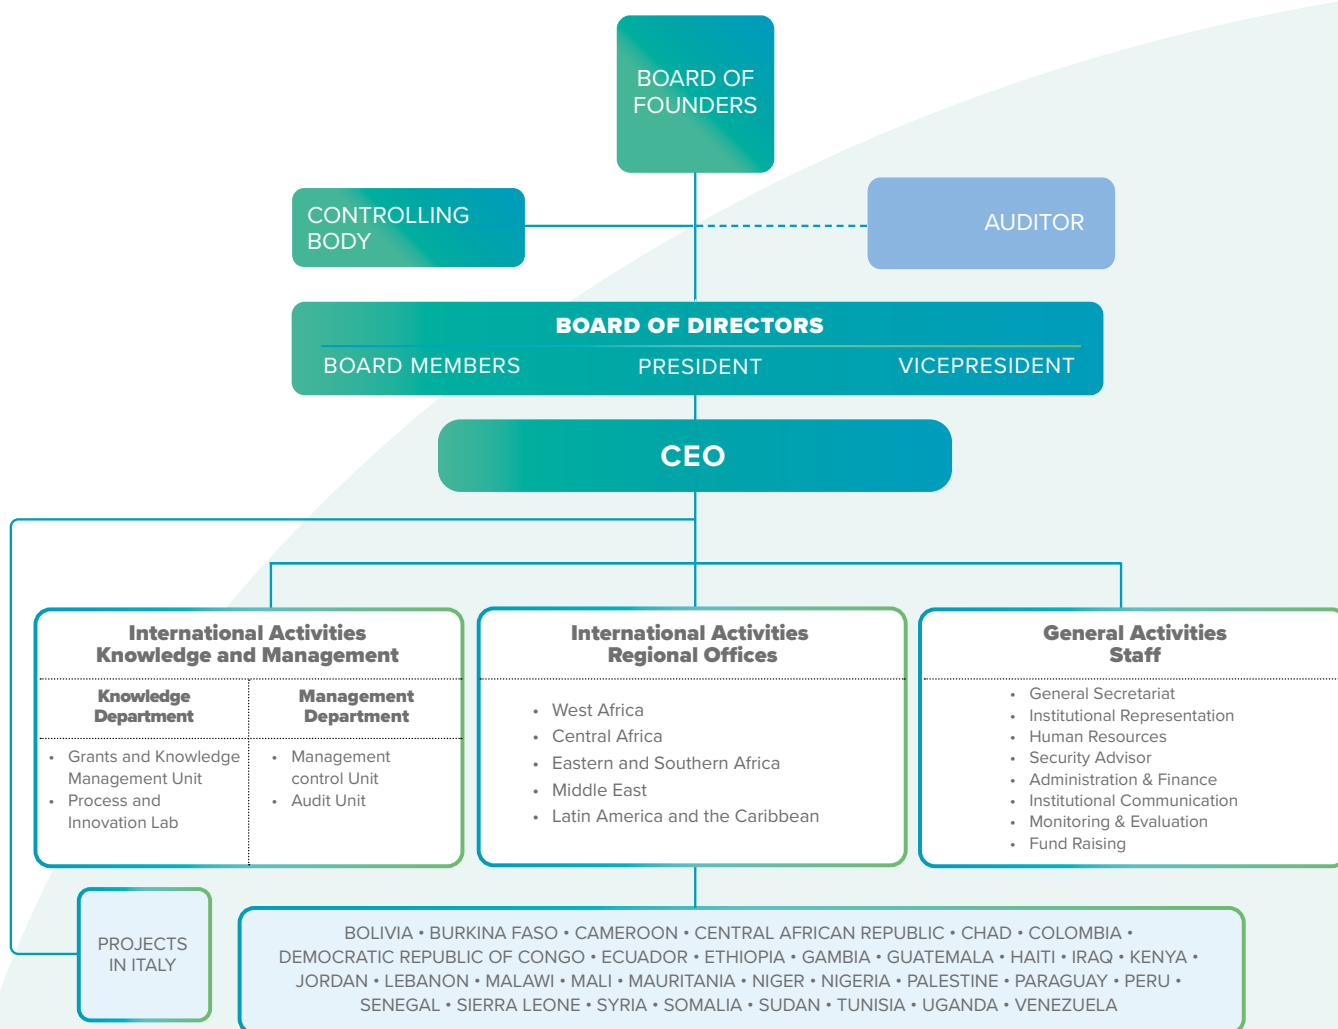 BOARD OF
FOUNDERS
CONTROLLING
BODY
AUDITOR
BOARD OF DIRECTORS
BOARD MEMBERS
PRESIDENT
VICEPRESIDENT
CEO
International Activities
Knowledge and Management
Knowledge
Department
• Grants and Knowledge
Management Unit
• Process and
Innovation Lab
Management
Department
• Management
control Unit
• Audit Unit
International Activities
Regional Offices
• West Africa
• Central Africa
• Eastern and Southern Africa
• Middle East
• Latin America and the Caribbean
General Activities
Staff
• General Secretariat
• Institutional Representation
• Human Resources
• Security Advisor
• Administration & Finance
• Institutional Communication
• Monitoring & Evaluation
• Fund Raising
PROJECTS
IN ITALY
BOLIVIA • BURKINA FASO • CAMEROON • CENTRAL AFRICAN REPUBLIC • CHAD • COLOMBIA •
DEMOCRATIC REPUBLIC OF CONGO • ECUADOR • ETHIOPIA • GAMBIA • GUATEMALA • HAITI • IRAQ • KENYA •
JORDAN • LEBANON • MALAWI • MALI • MAURITANIA • NIGER • NIGERIA • PALESTINE • PARAGUAY • PERU •
SENEGAL • SIERRA LEONE • SYRIA • SOMALIA • SUDAN • TUNISIA • UGANDA • VENEZUELA